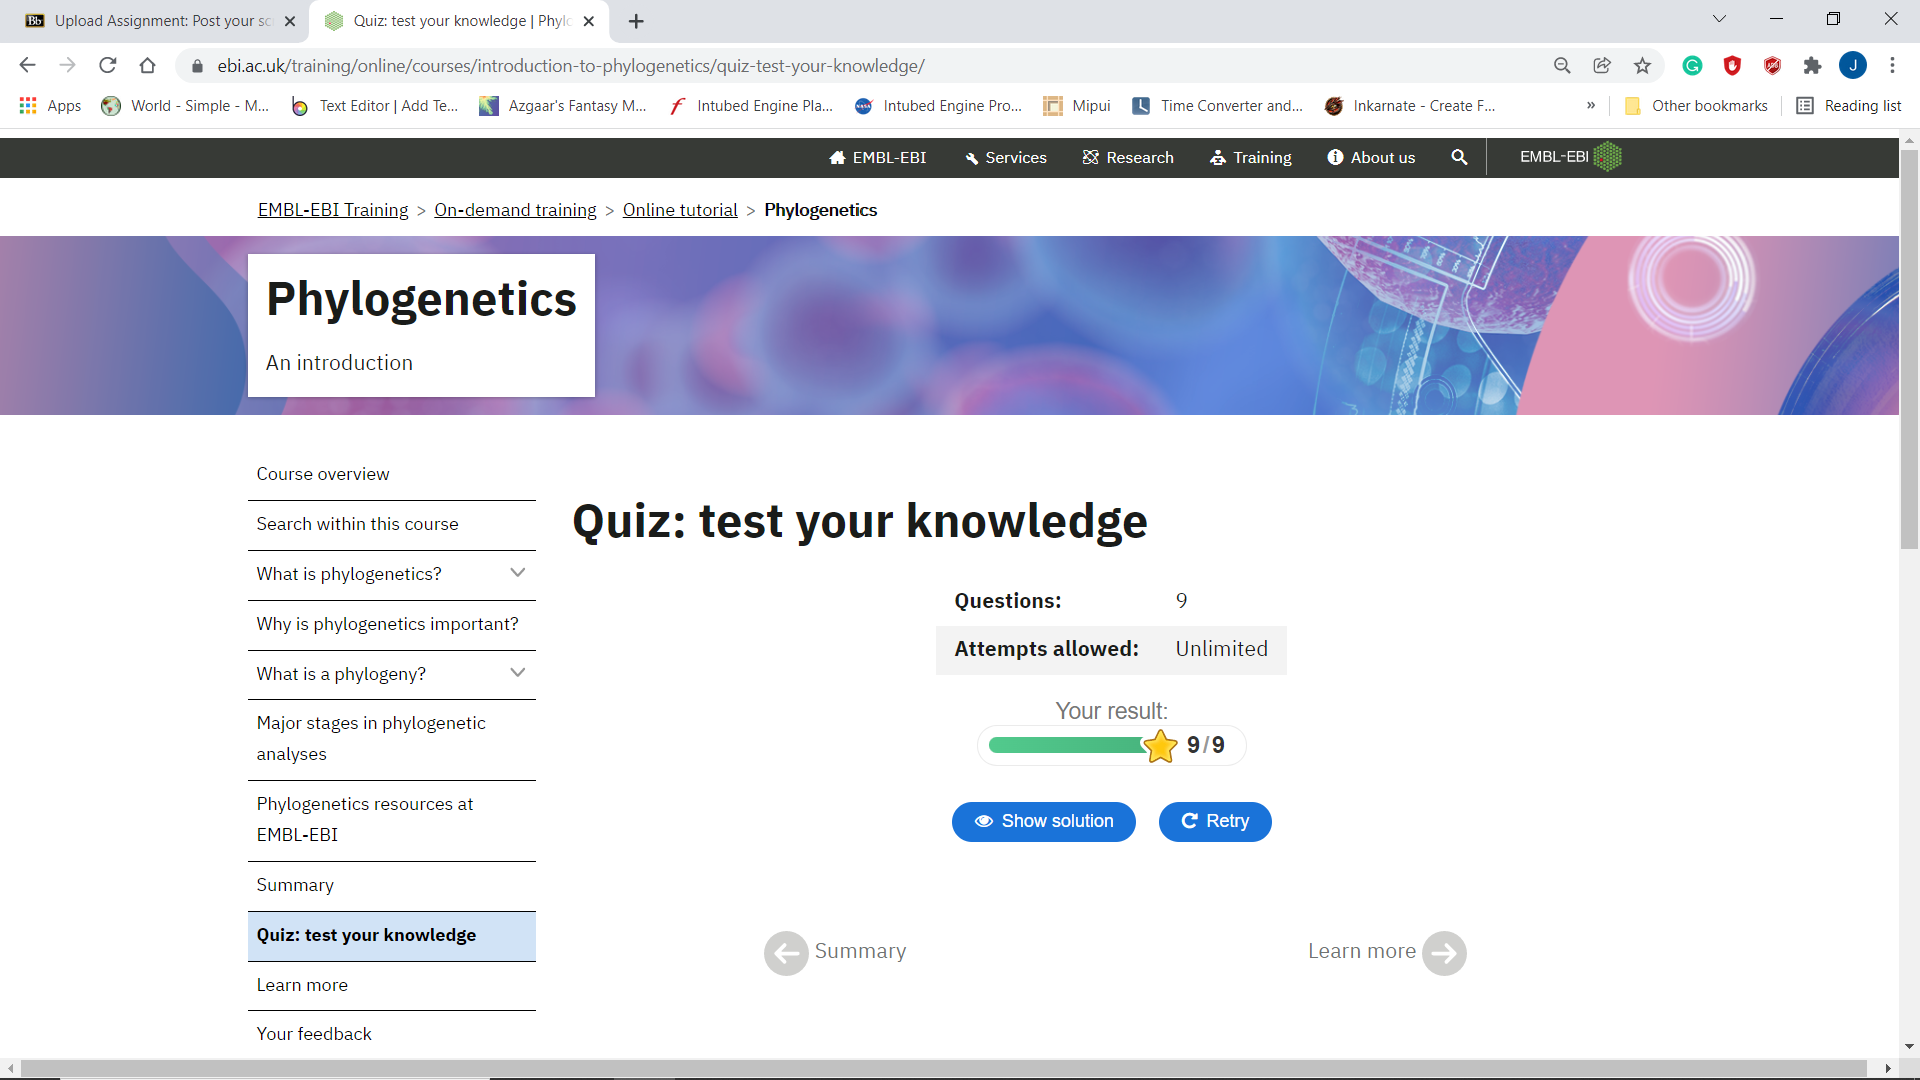 Bb Upload Assignment: Post your sc
Quiz: test your knowledge | Phylo
ebi.ac.uk/training/online/courses/introduction-to-phylogenetics/quiz-test-your-knowledge/
J
Apps
World - Simple - M...
Text Editor | Add Te...
Azgaar's Fantasy M...
Intubed Engine Pla...
Intubed Engine Pro...
Mipui
Time Converter and...
Inkarnate - Create F...
»
Other bookmarks
Reading list
EMBL-EBI
Services
Research
Training
About us
EMBL-EBI
EMBL-EBI Training > On-demand training > Online tutorial > Phylogenetics
Phylogenetics
An introduction
Course overview
Search within this course
What is phylogenetics?
Why is phylogenetics important?
What is a phylogeny?
Major stages in phylogenetic
analyses
Phylogenetics resources at
EMBL-EBI
Summary
Quiz: test your knowledge
Learn more
Your feedback
Quiz: test your knowledge
Questions: 9
Attempts allowed: Unlimited
Your result:
9/9
Show solution
Retry
Summary
Learn more